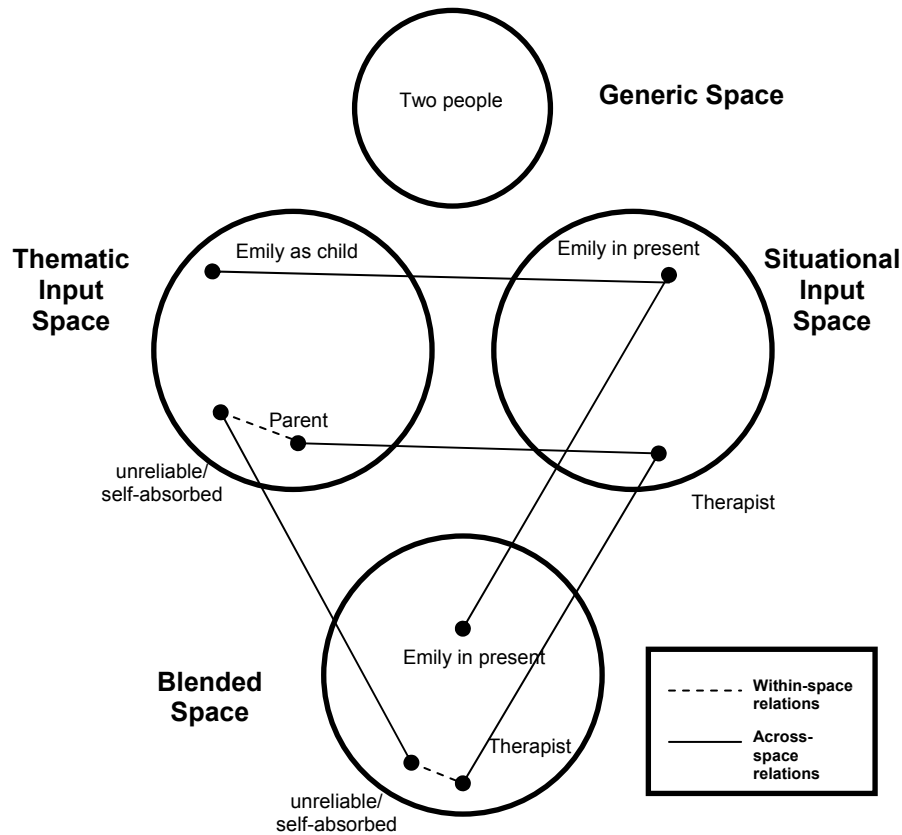 Two people
Generic Space
Thematic
Input
Space
Emily as child
Emily in present
Situational
Input
Space
Parent
unreliable/
self-absorbed
Therapist
Blended
Space
Emily in present
Therapist
unreliable/
self-absorbed
Within-space
relations
Across-
space
relations